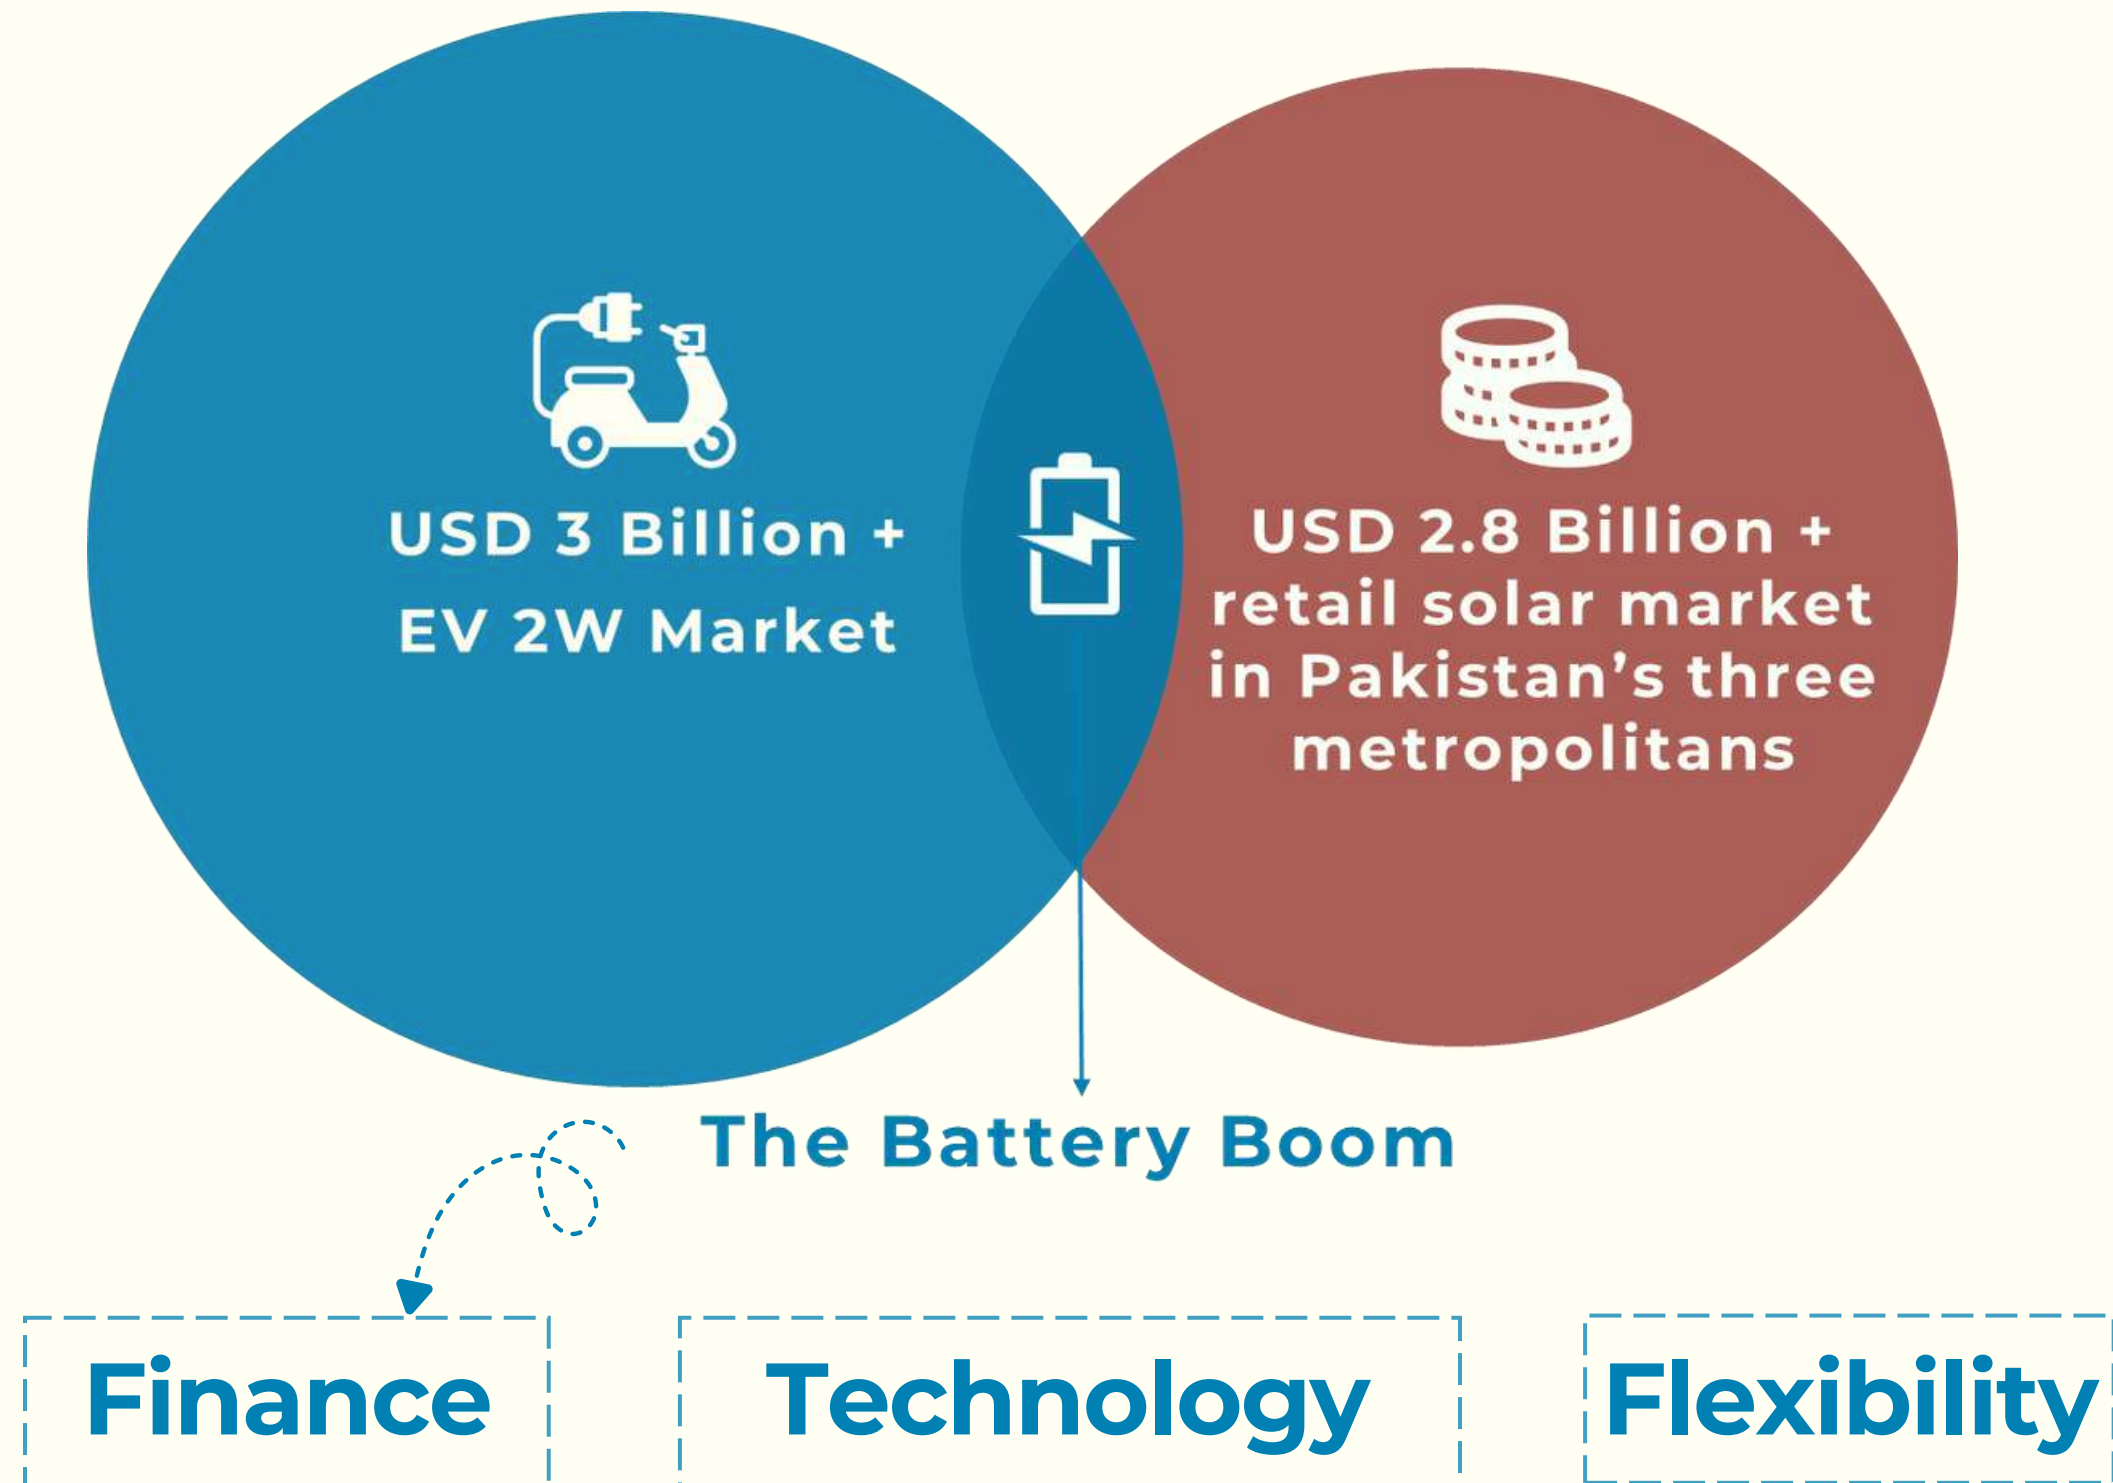 USD 3 Billion +
EV 2W Market
USD 2.8 Billion +
retail solar market
in Pakistan’s three
metropolitans
The Battery Boom
Finance
Technology
Flexibility